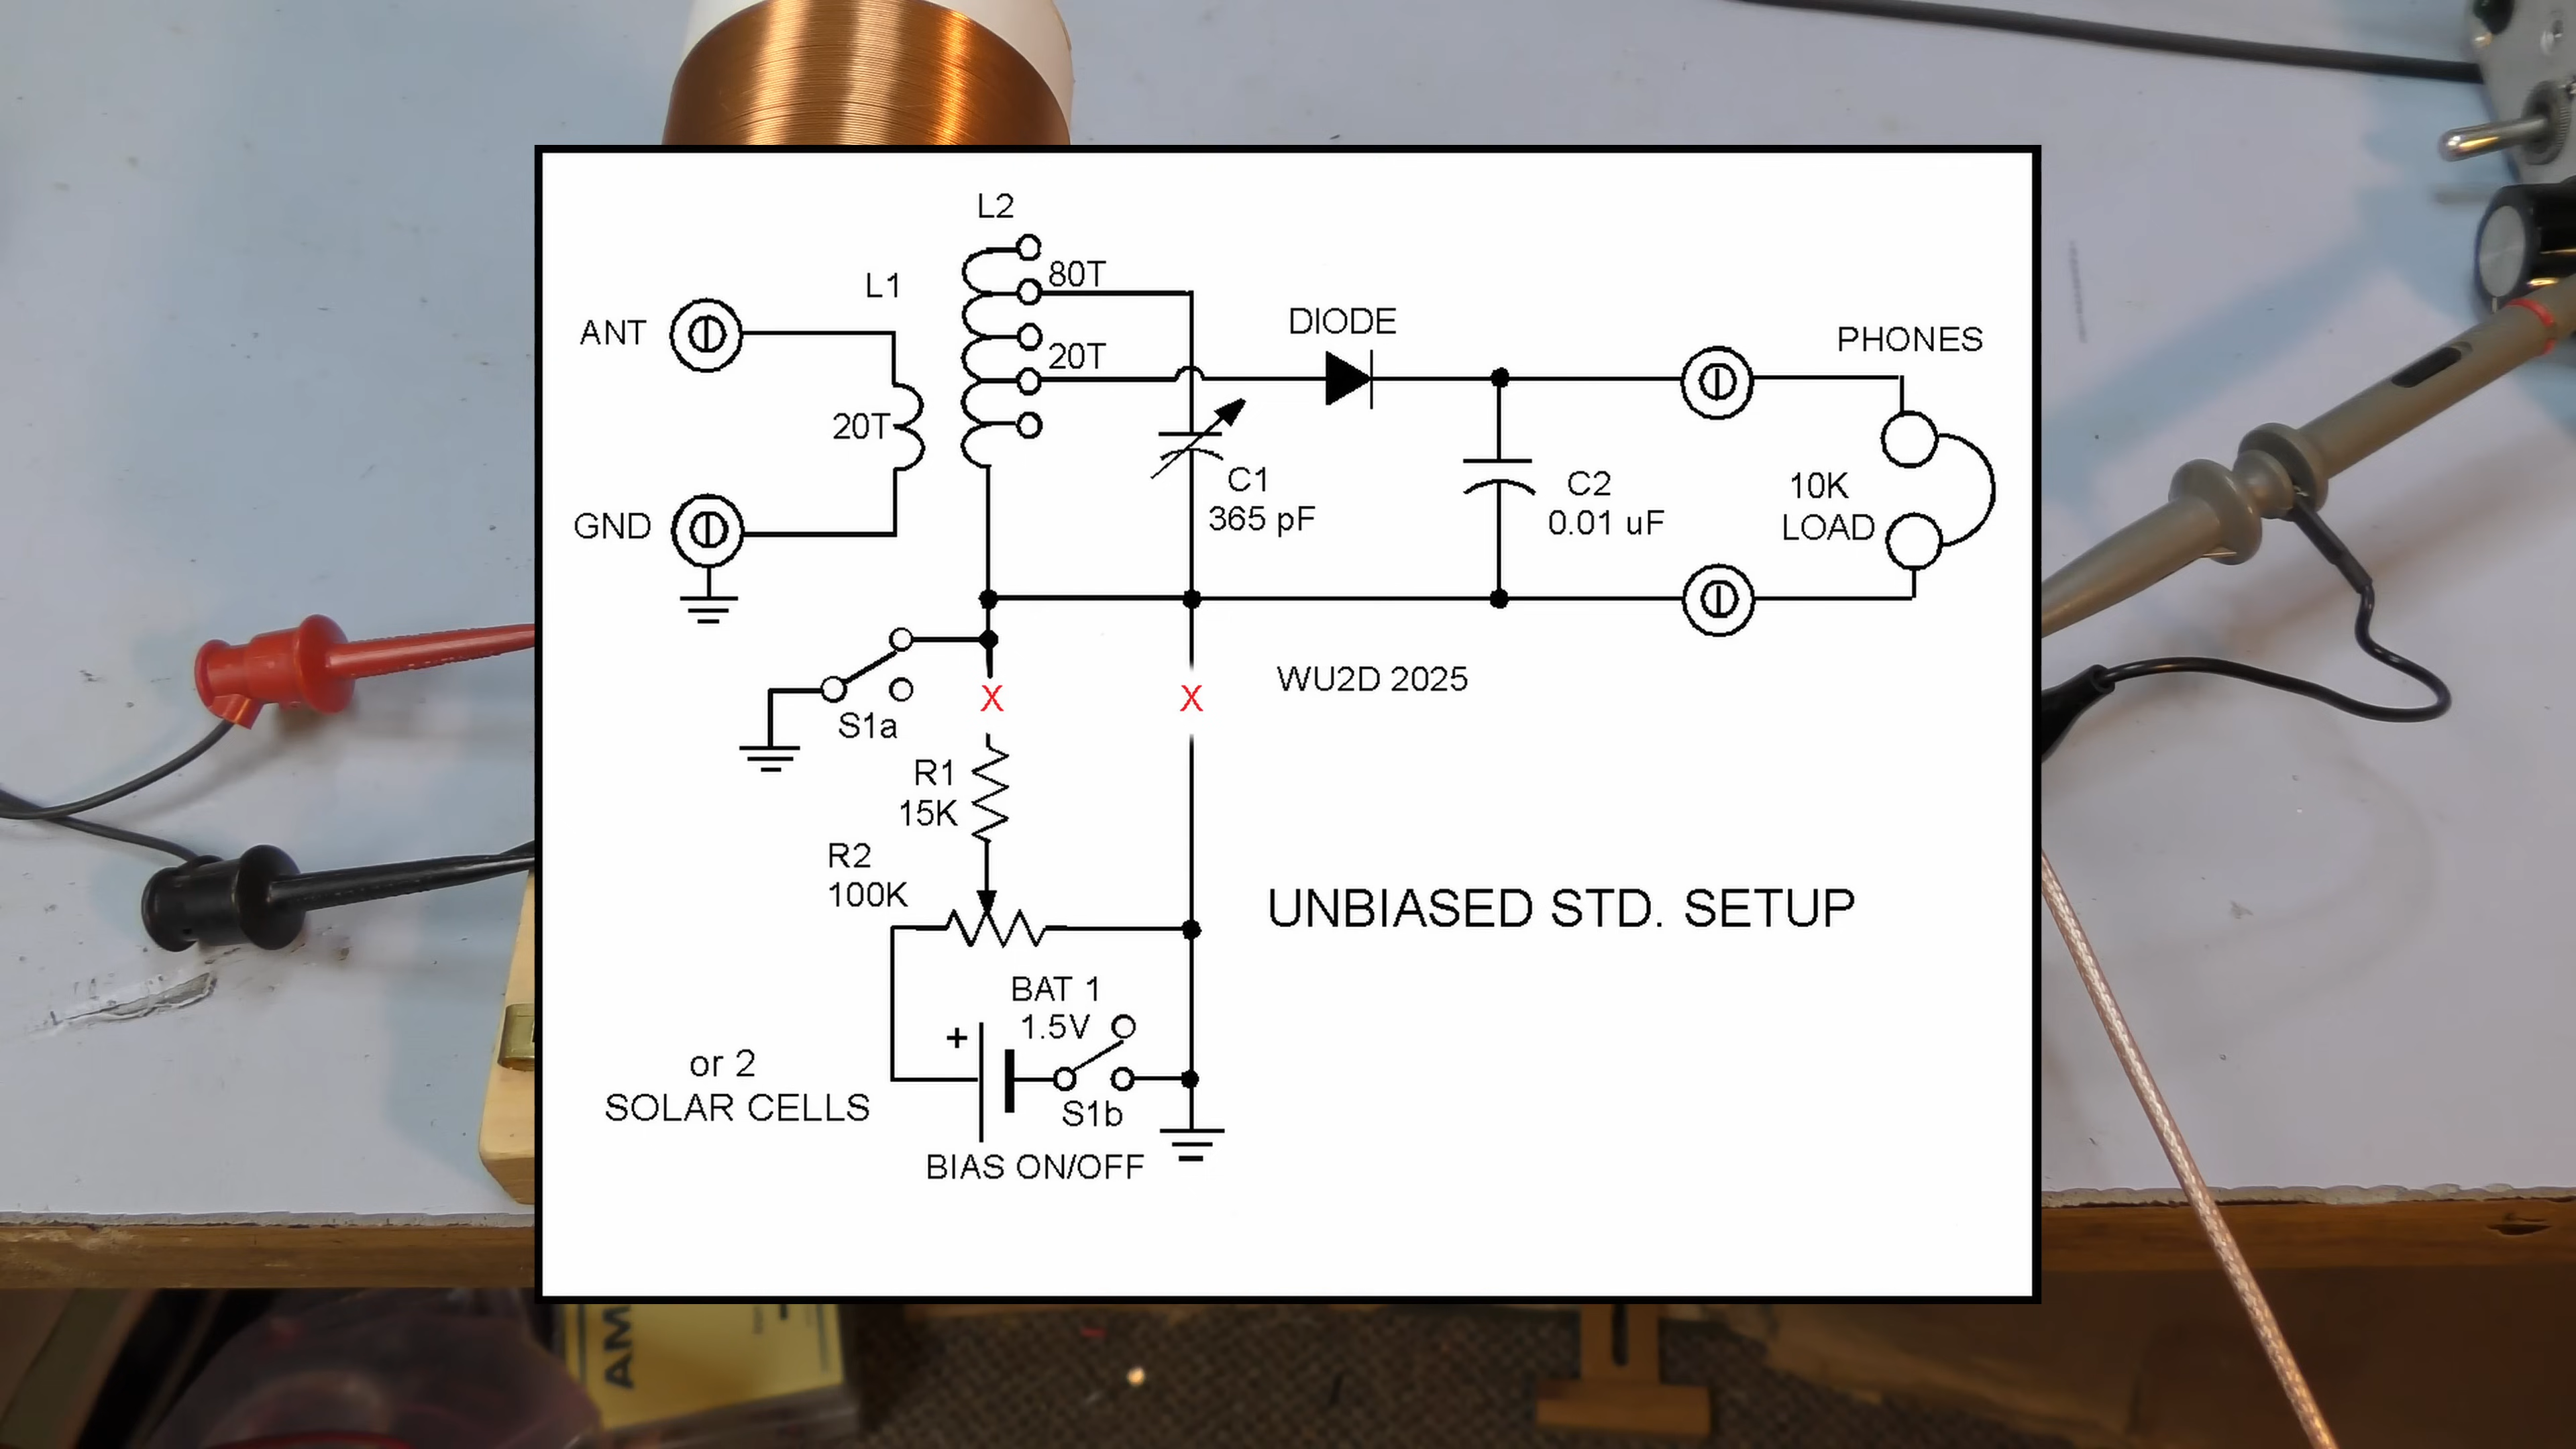 L2
80T
L1
ANT
20T
DIODE
PHONES
20T
C1
365 pF
C2
0.01 uF
10K
LOAD
GND
WU2D 2025
X
X
S1a
R1
15K
R2
100K
UNBIASED STD. SETUP
BAT 1
1.5V
+
or 2
SOLAR CELLS
S1b
BIAS ON/OFF
AM